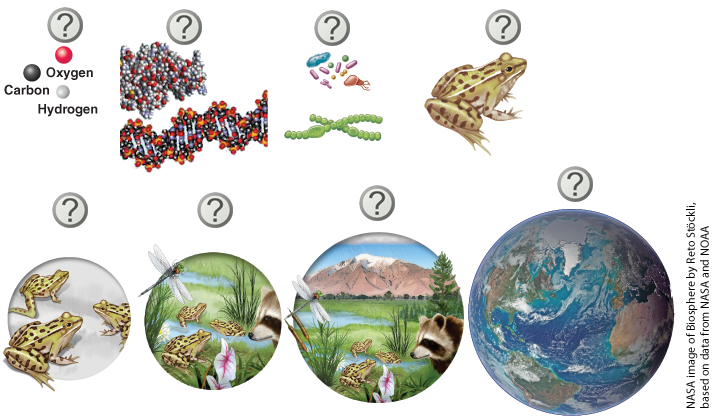 ?
?
?
?
Oxygen
Carbon
Hydrogen
?
?
?
?
NASA image of Biosphere by Reto Stöckli,
based on data from NASA and NOAA